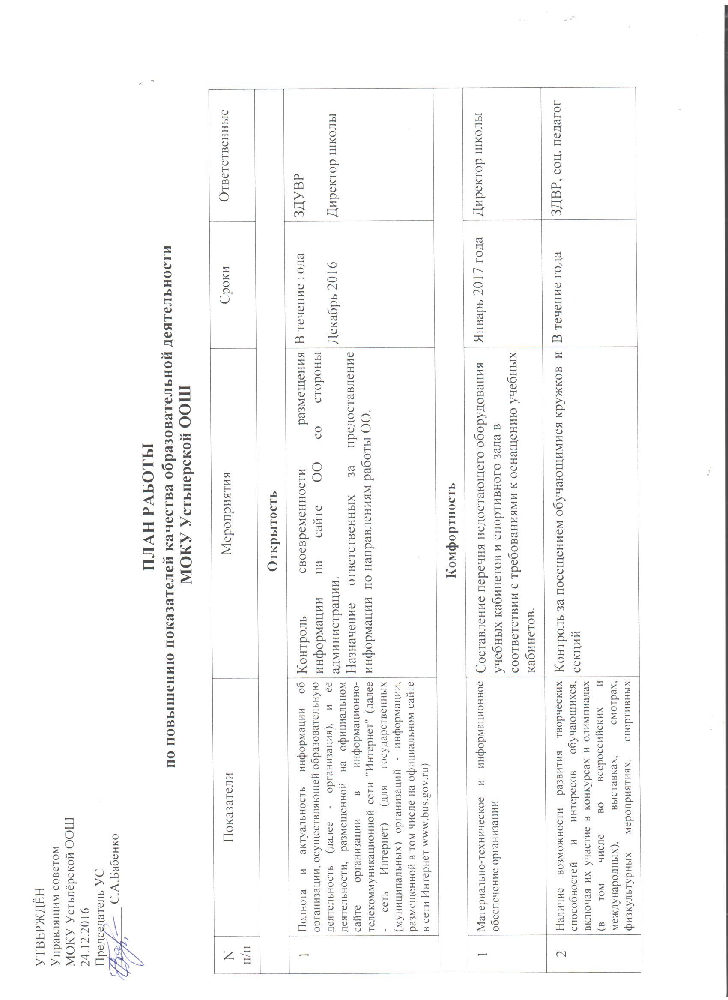 УТВЕРЖДЁН
Управлящим советом
МОКУ Устьпёрской ООШ
24.12.2016
Председатель УС
С.А.Бабенко
ПЛАН РАБОТЫ
по повышению показателей качества образовательной деятельности
МОКУ Устьперской ООШ
N
п/п
Показатели
Мероприятия
Сроки
Ответственные
Открытость
1
Полнота и актуальность информации об
организации, осуществляющей образовательную
деятельность (далее - организация), и ее
деятельности, размещенной на официальном
сайте организации в информационно-
телекоммуникационной сети "Интернет" (далее
- сеть Интернет) (для государственных
(муниципальных) организаций - информации,
размещенной в том числе на официальном сайте
в сети Интернет www.bus.gov.ru)
Контроль своевременности размещения
информации на сайте ОО со стороны
администрации.
Назначение ответственных за предоставление
информации по направлениям работы ОО.
В течение года
Декабрь 2016
ЗДУВР
Директор школы
Комфортность
1
Материально-техническое и информационное
обеспечение организации
Составление перечня недостающего оборудования
учебных кабинетов и спортивного зала в
соответствии с требованиями к оснащению учебных
кабинетов.
Январь 2017 года
Директор школы
2
Наличие возможности развития творческих
способностей и интересов обучающихся,
включая их участие в конкурсах и олимпиадах
(в том числе во всероссийских и
международных), выставках, смотрах,
физкультурных мероприятиях, спортивных
Контроль за посещением обучающимися кружков и
секций
В течение года
ЗДВР, соц. педагог